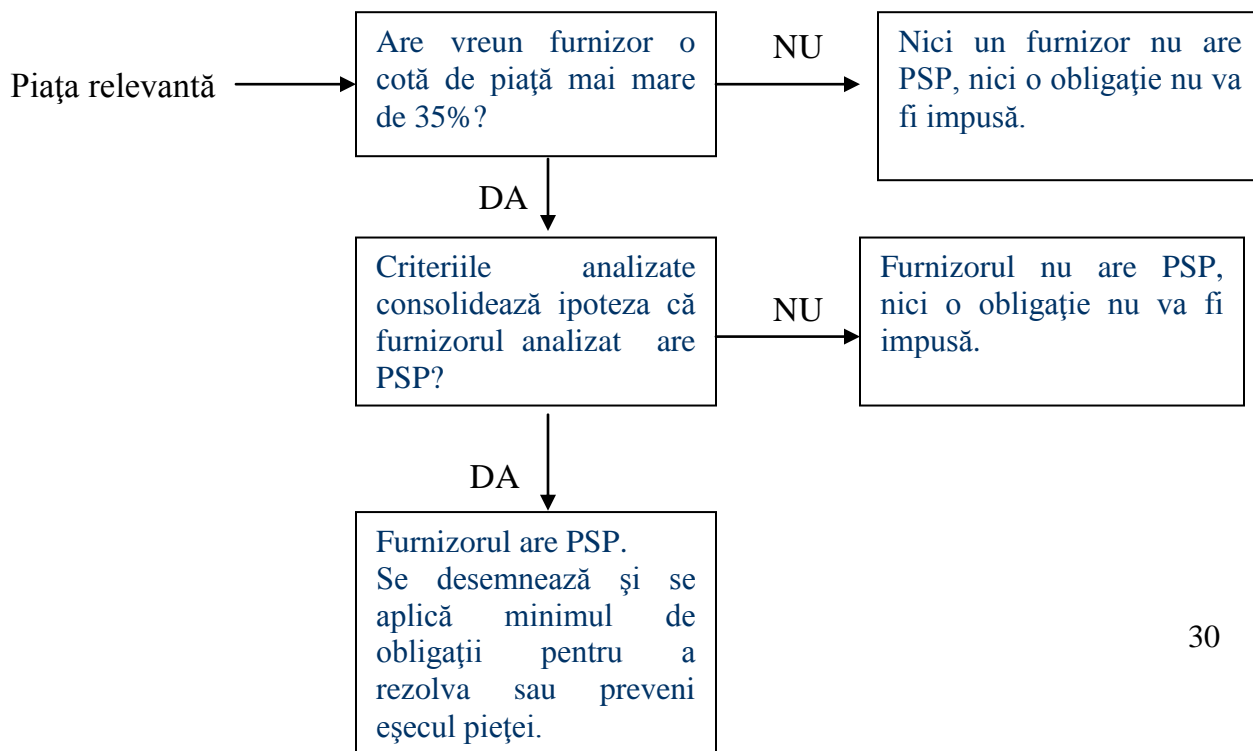 Piaţa relevantă
Are vreun furnizor o
cotă de piaţă mai mare
de 35%?
NU
Nici un furnizor nu are
PSP, nici o obligaţie nu va
fi impusă.
DA
Criteriile analizate
consolidează ipoteza că
furnizorul analizat are
PSP?
NU
Furnizorul nu are PSP,
nici o obligaţie nu va fi
impusă.
DA
Furnizorul are PSP.
Se desemnează şi se
aplică minimul de
obligaţii pentru a
rezolva sau preveni
eşecul pieţei.
30